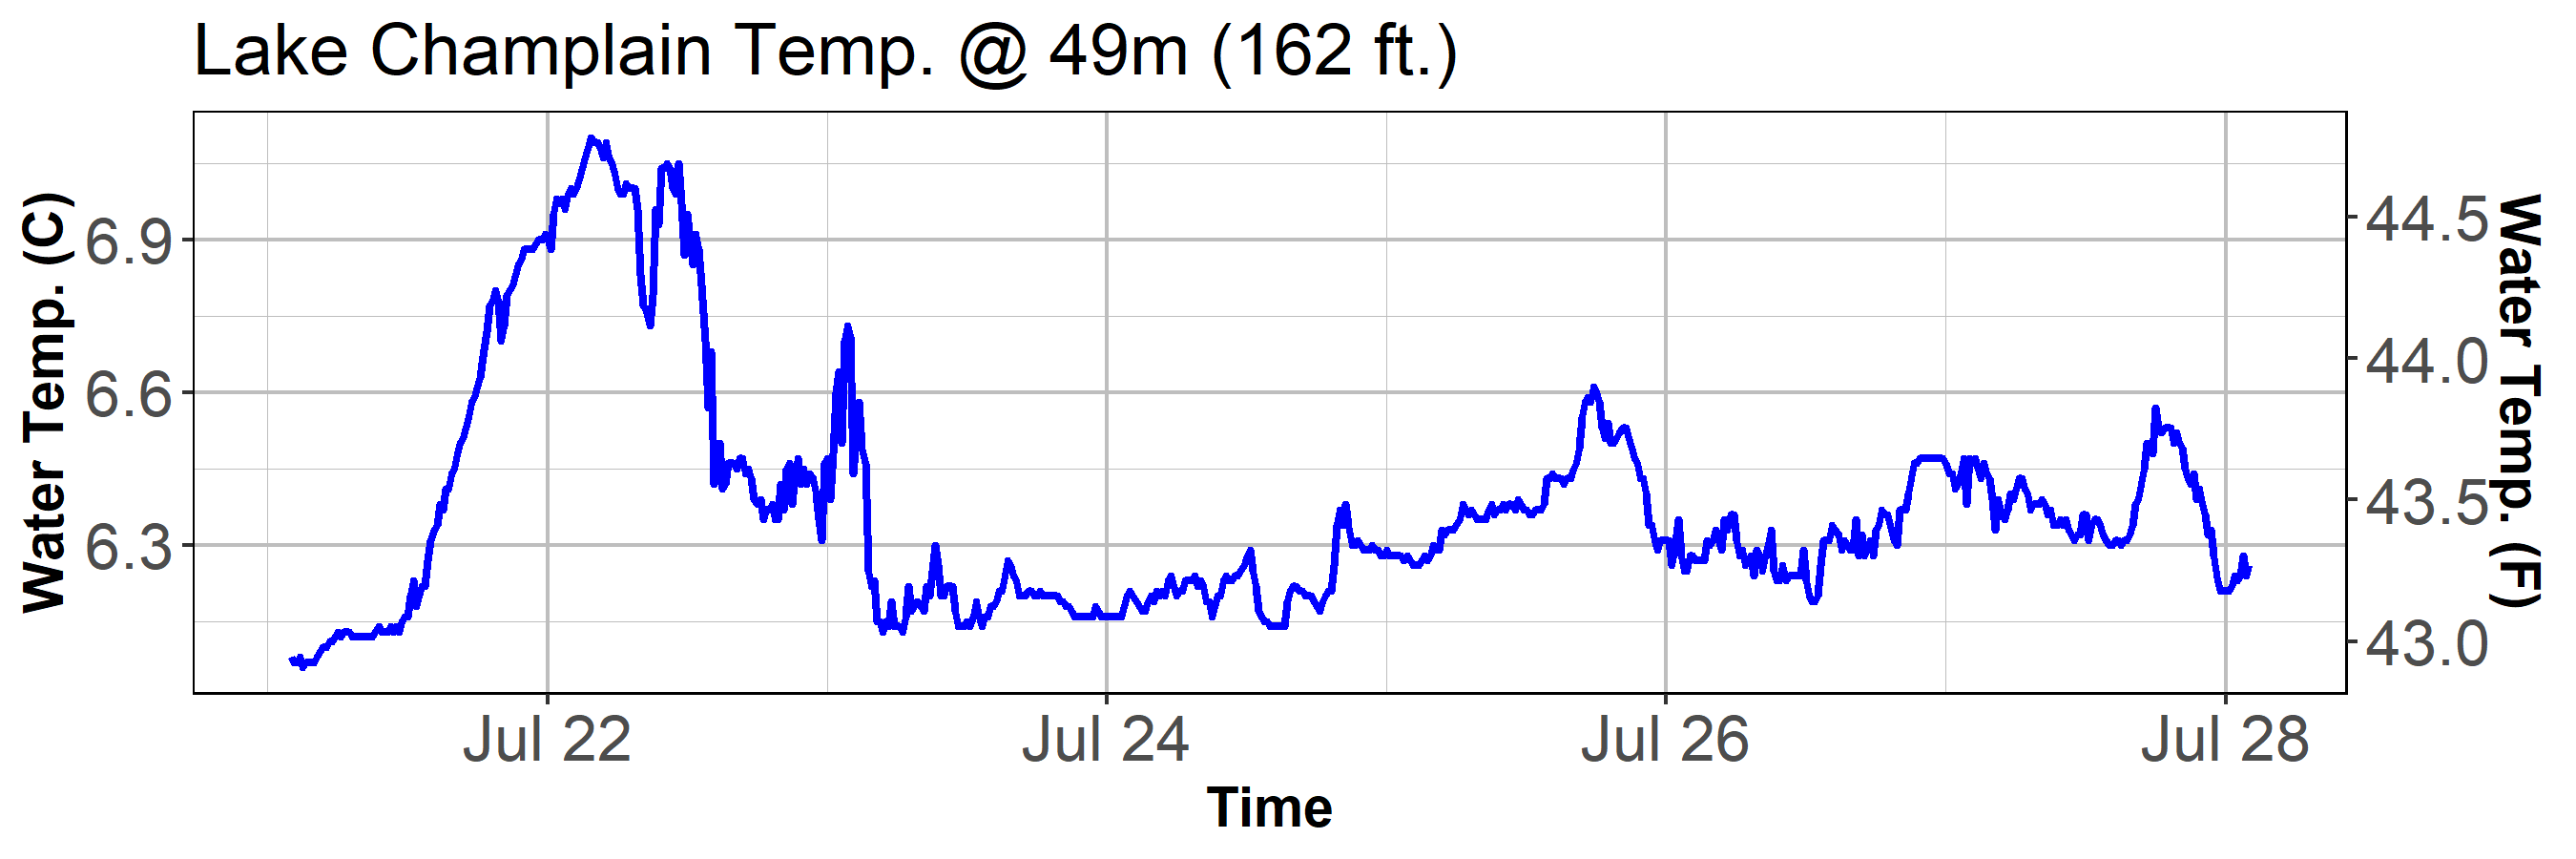 Lake Champlain Temp. @ 49m (162 ft.)
Water Temp. (C)
6.9
6.6
6.3
44.5
44.0
43.5
43.0
Water Temp. (F)
Jul 22
Jul 24
Jul 26
Jul 28
Time